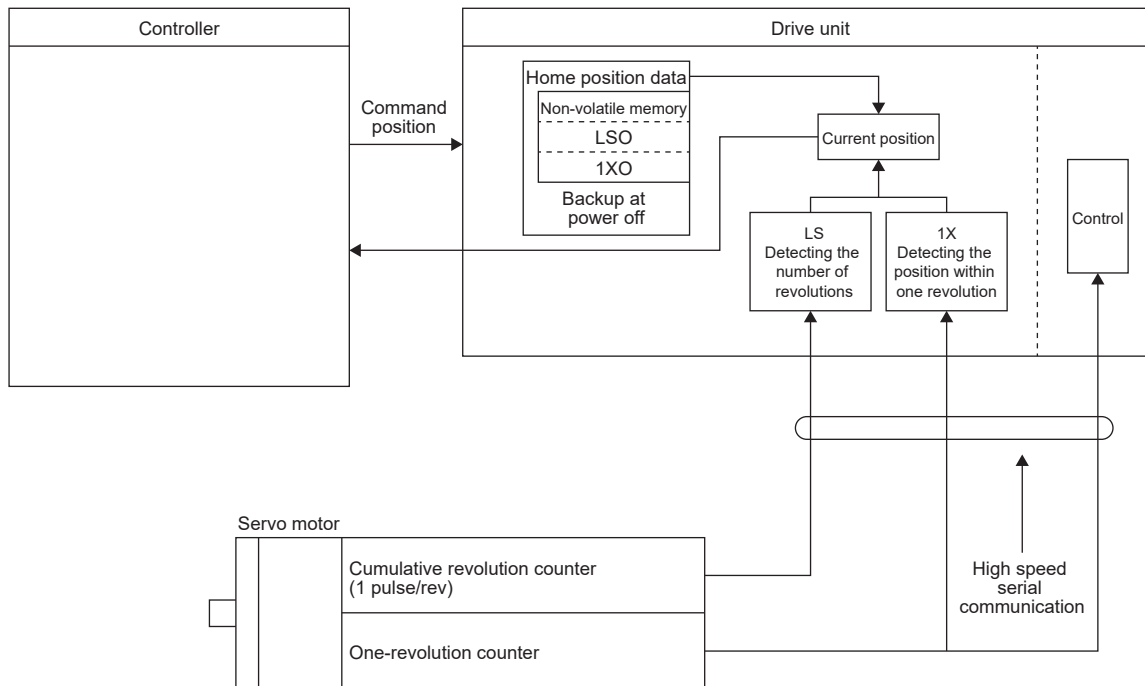 Controller
Drive unit
Command
position
Home position data
Non-volatile memory
LSO
1XO
Backup at
power off
Current position
LS
Detecting the
number of
revolutions
1X
Detecting the
position within
one revolution
Control
Servo motor
Cumulative revolution counter
(1 pulse/rev)
One-revolution counter
High speed
serial
communication